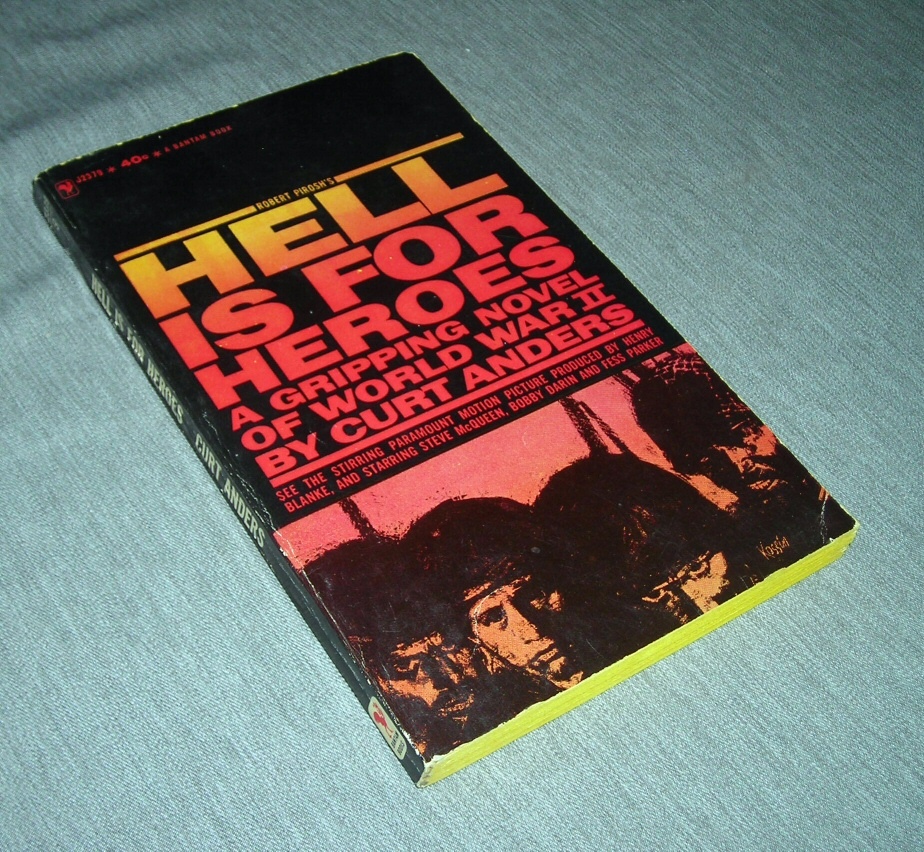 J2379 * 40¢ * A BANTAM BOOK
ROBERT PIROSH'S
HELL
IS FOR
HEROES
A GRIPPING NOVEL
OF WORLD WAR II
BY CURT ANDERS
SEE THE STIRRING PARAMOUNT MOTION PICTURE PRODUCED BY HENRY
BLANKE, AND STARRING STEVE McQUEEN, BOBBY DARIN AND FESS PARKER
HELL IS FOR HEROES CURT ANDERS